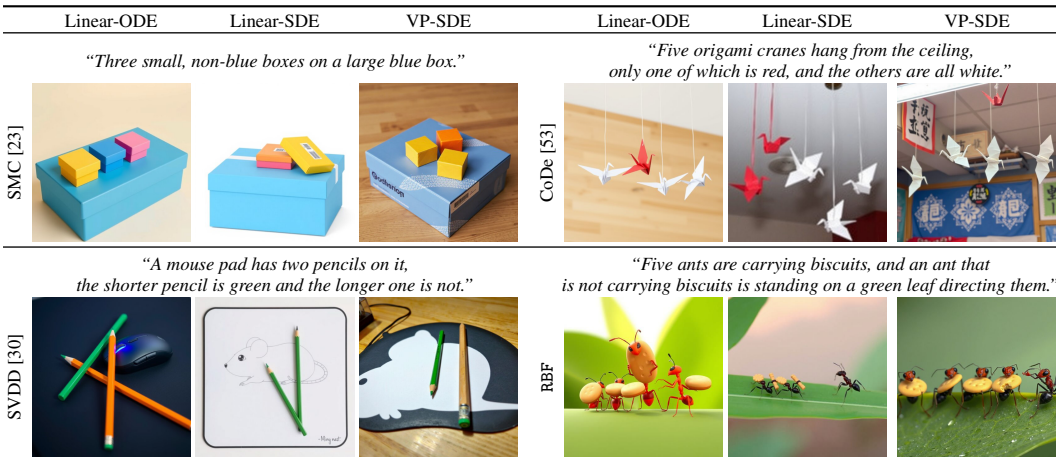 Linear-ODE Linear-SDE VP-SDE Linear-ODE Linear-SDE VP-SDE
“Three small, non-blue boxes on a large blue box.”
“Five origami cranes hang from the ceiling,
only one of which is red, and the others are all white.”
SMC [23]
CoDe [53]
“A mouse pad has two pencils on it,
the shorter pencil is green and the longer one is not.”
“Five ants are carrying biscuits, and an ant that
is not carrying biscuits is standing on a green leaf directing them.”
SVDD [30]
RBF